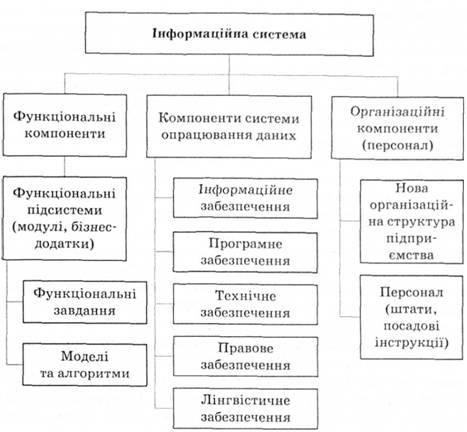 Інформаційна система
Функціональні
компоненти
Компоненти системи
опрацювання даних
Організаційні
компоненти
(персонал)
Функціональні
підсистеми
(модулі, бізнес-
додатки)
Функціональні
завдання
Моделі
та алгоритми
Інформаційне
забезпечення
Програмне
забезпечення
Технічне
забезпечення
Правове
забезпечення
Лінгвістичне
забезпечення
Нова
організацій-
на структура
підпри-
ємства
Персонал
(штати,
посадові
інструкції)